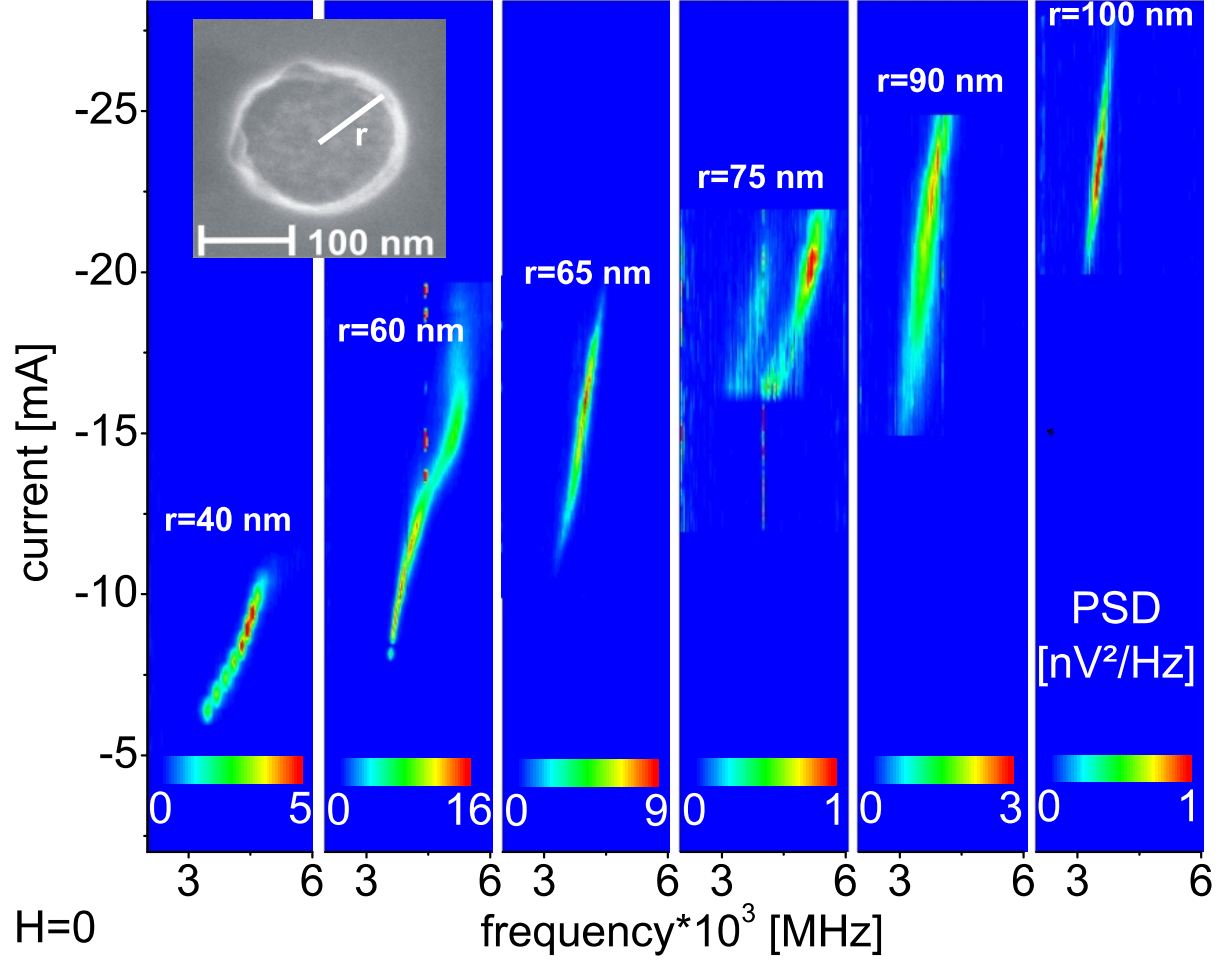 r=100 nm
r=90 nm
r
100 nm
r=75 nm
r=65 nm
r=60 nm
r=40 nm
-25
-20
-15
-10
-5
current [mA]
PSD
[nV²/Hz]
0 5 0 16 0 9 0 1 0 3 0 1
3 6 3 6 3 6 3 6 3 6 3 6
H=0 frequency*10³ [MHz]